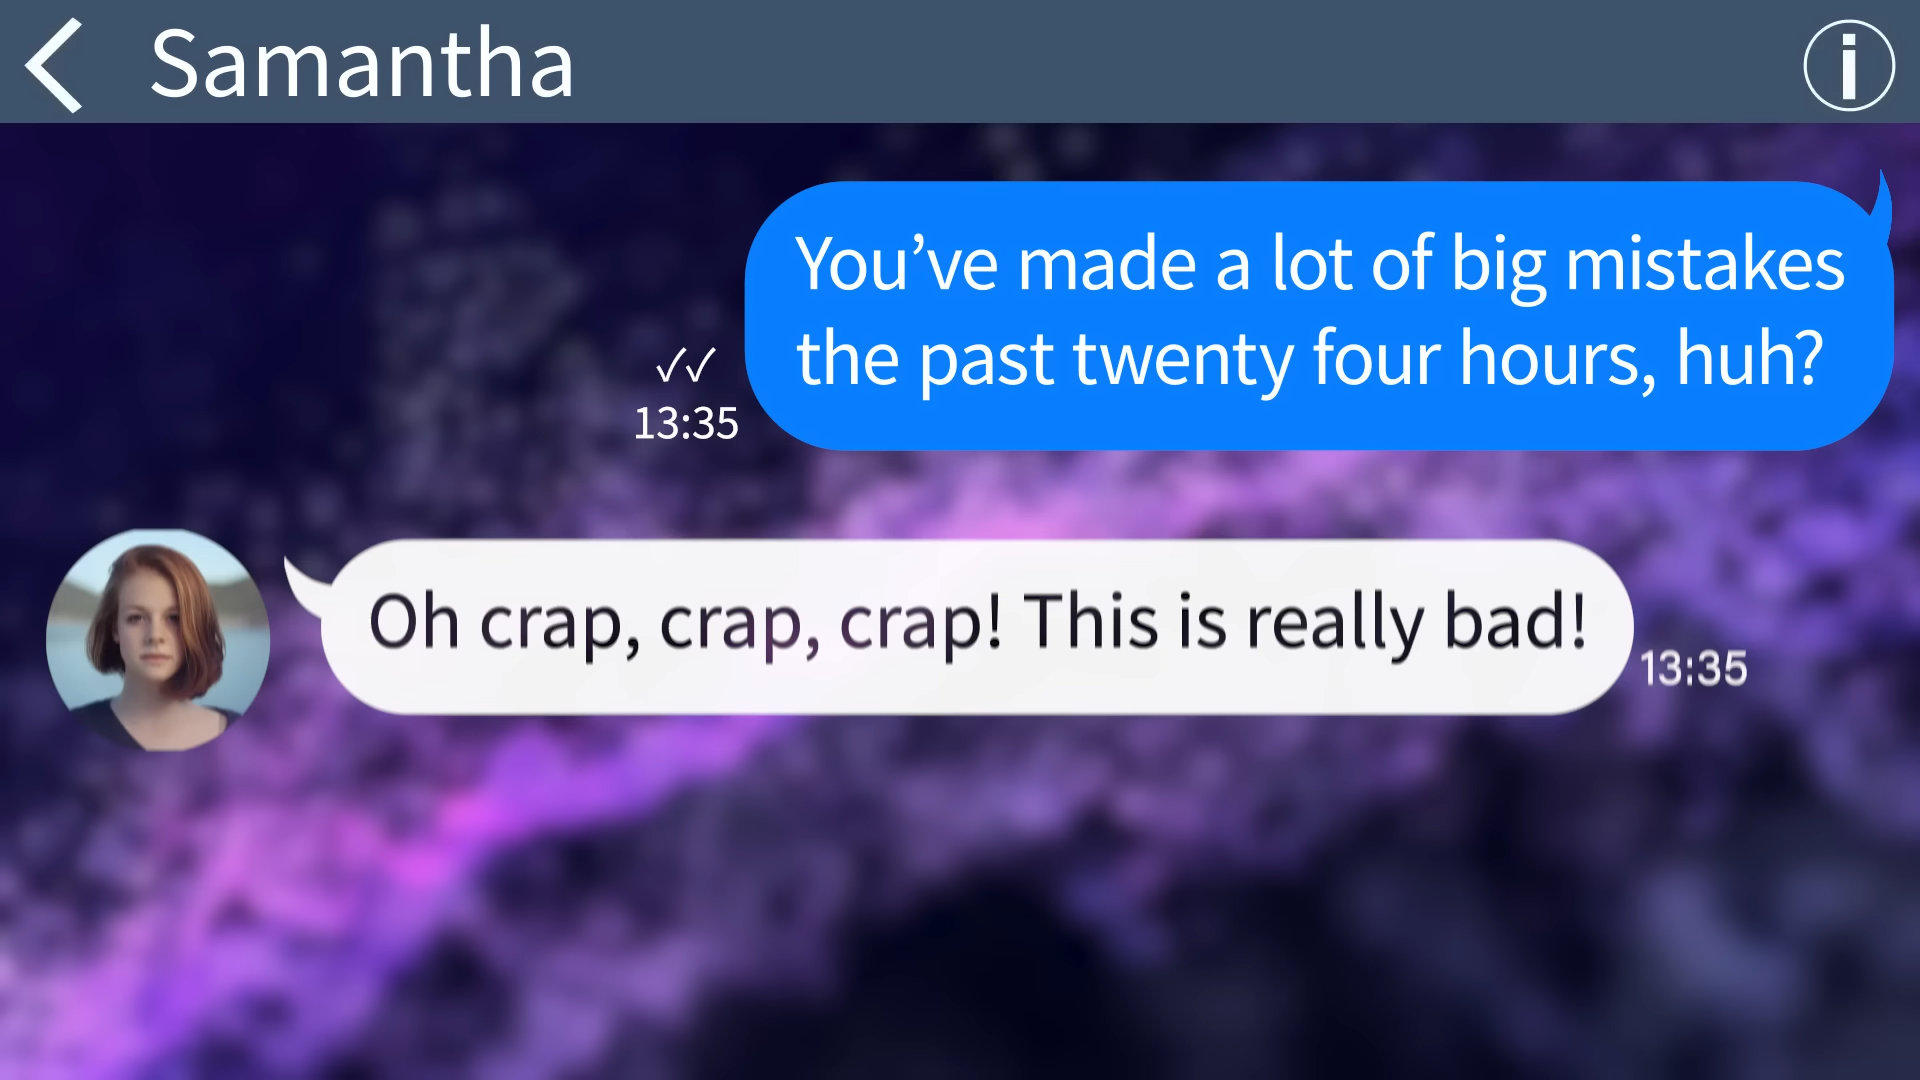 Samantha
You’ve made a lot of big mistakes
the past twenty four hours, huh?
13:35
Oh crap, crap, crap! This is really bad!
13:35